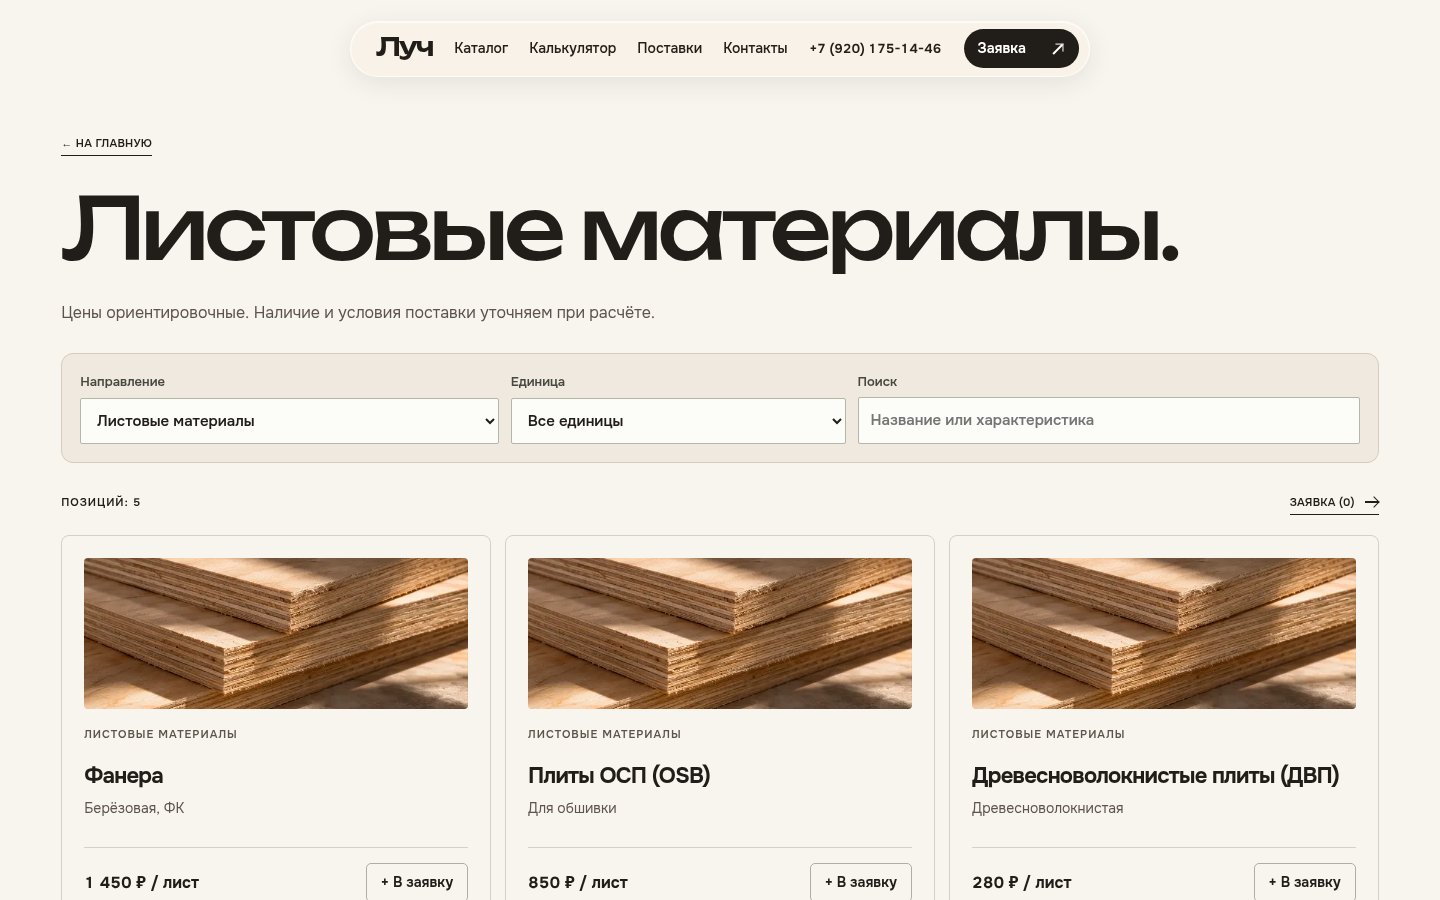 Луч Каталог Калькулятор Поставки Контакты +7 (920) 175-14-46 Заявка
← НА ГЛАВНУЮ
Листовые материалы.
Цены ориентировочные. Наличие и условия поставки уточняем при расчёте.
Направление Единица Поиск
Листовые материалы Все единицы Название или характеристика
ПОЗИЦИЙ: 5 ЗАЯВКА (0) →
ЛИСТОВЫЕ МАТЕРИАЛЫ ЛИСТОВЫЕ МАТЕРИАЛЫ ЛИСТОВЫЕ МАТЕРИАЛЫ
Фанера Плиты ОСП (OSB) Древесноволокнистые плиты (ДВП)
Берёзовая, ФК Для обшивки Древесноволокнистая
1 450 ₽ / лист + В заявку 850 ₽ / лист + В заявку 280 ₽ / лист + В заявку